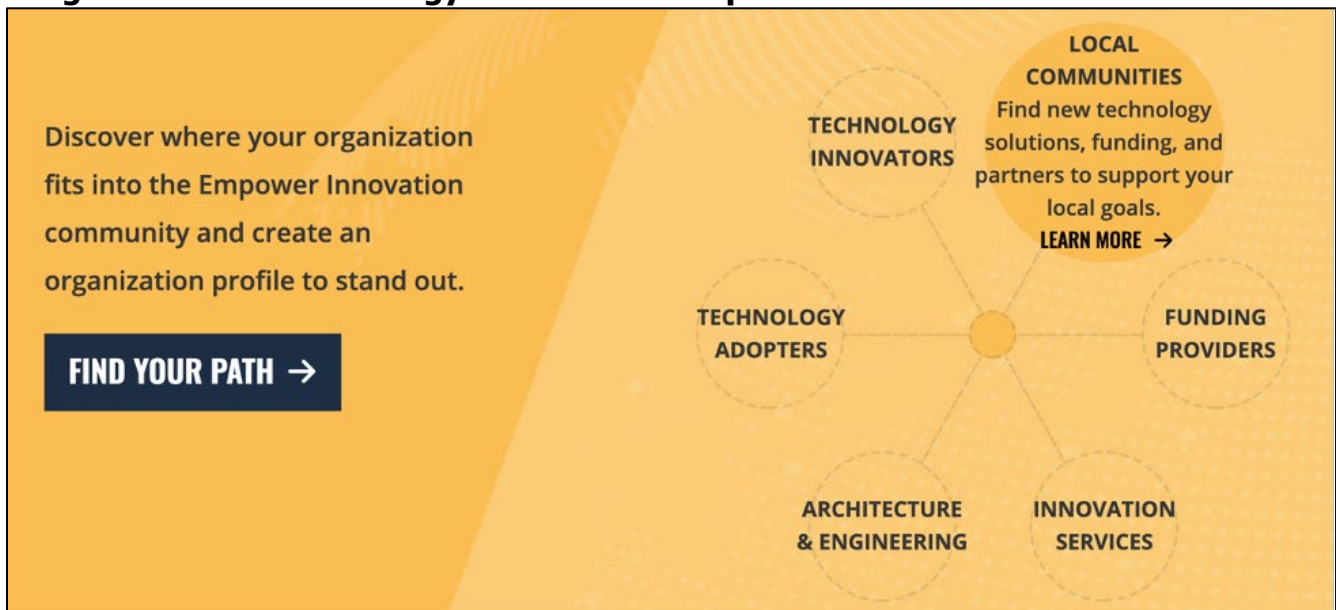 Discover where your organization
fits into the Empower Innovation
community and create an
organization profile to stand out.
FIND YOUR PATH →
LOCAL
COMMUNITIES
Find new technology
solutions, funding, and
partners to support your
local goals.
LEARN MORE →
TECHNOLOGY
INNOVATORS
TECHNOLOGY
ADOPTERS
FUNDING
PROVIDERS
ARCHITECTURE
& ENGINEERING
INNOVATION
SERVICES